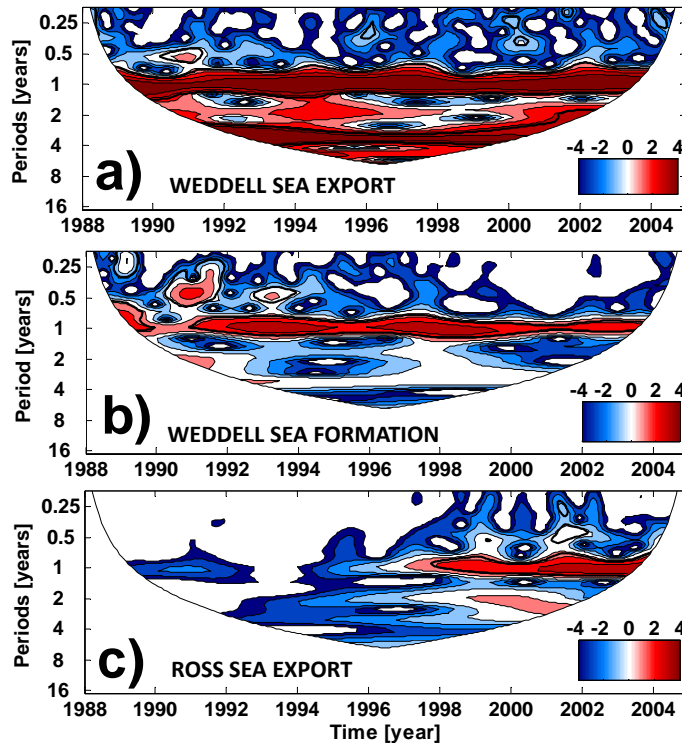 Periods [years]
0.25
0.5
1
2
4
8
16
-4 -2 0 2 4
a) WEDDELL SEA EXPORT
1988 1990 1992 1994 1996 1998 2000 2002 2004
Period [years]
0.25
0.5
1
2
4
8
16
-4 -2 0 2 4
b) WEDDELL SEA FORMATION
1988 1990 1992 1994 1996 1998 2000 2002 2004
Periods [years]
0.25
0.5
1
2
4
8
16
-4 -2 0 2 4
c) ROSS SEA EXPORT
1988 1990 1992 1994 1996 1998 2000 2002 2004
Time [year]